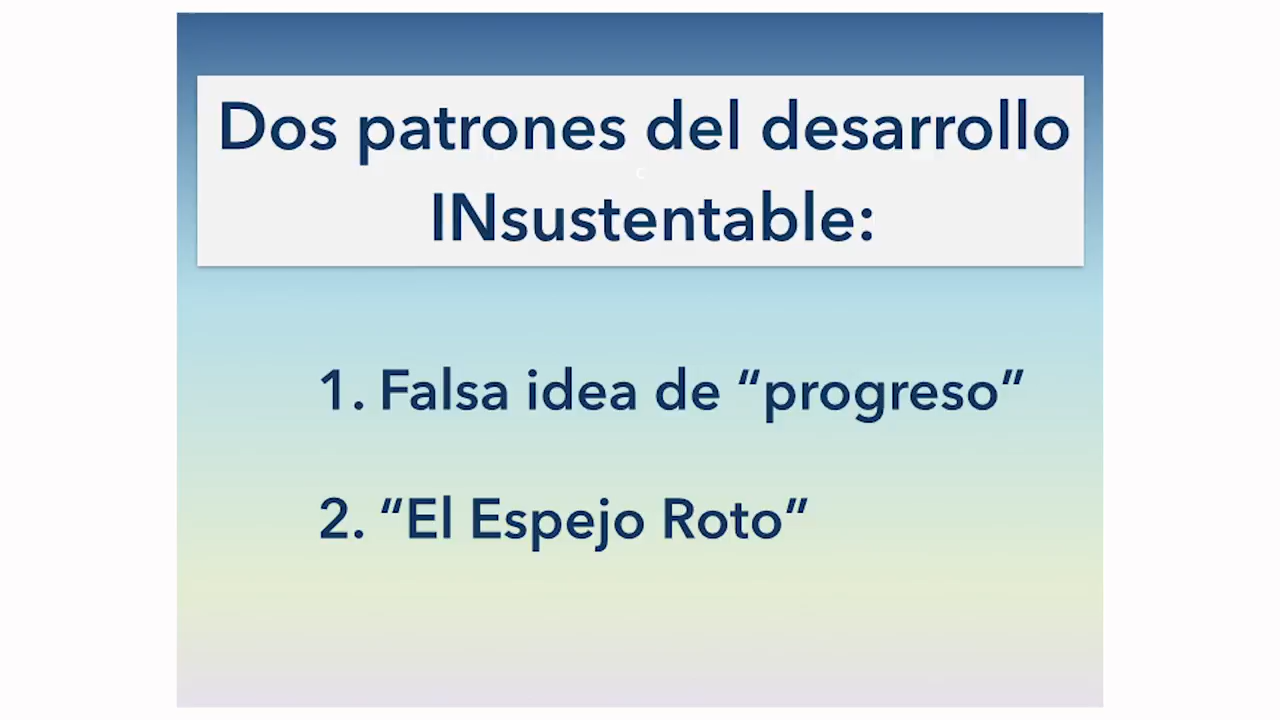 Dos patrones del desarrollo
c
INsustentable:
1. Falsa idea de “progreso”
2. “El Espejo Roto”